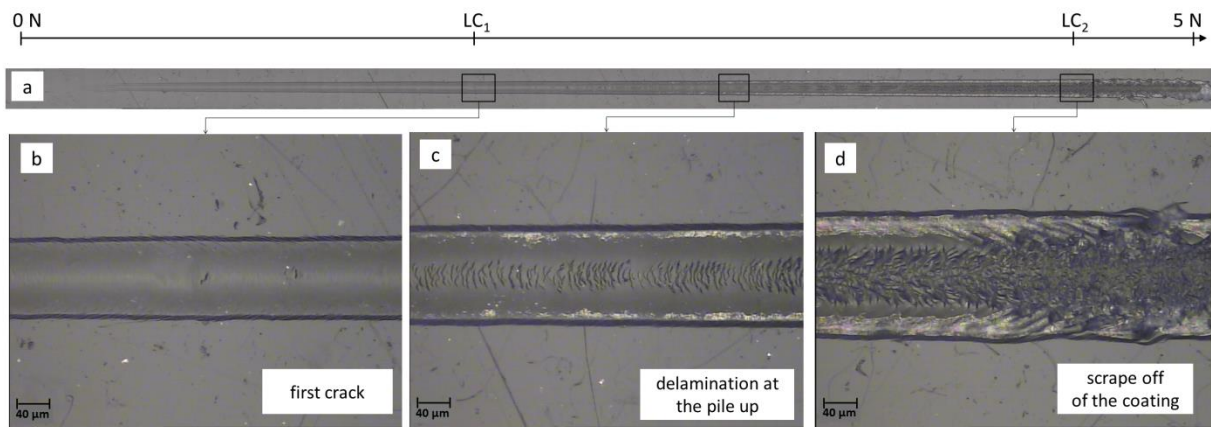 0 N LC₁ LC₂ 5 N
a
b c d
first crack
delamination at
the pile up
scrape off
of the coating
40 µm 40 µm 40 µm